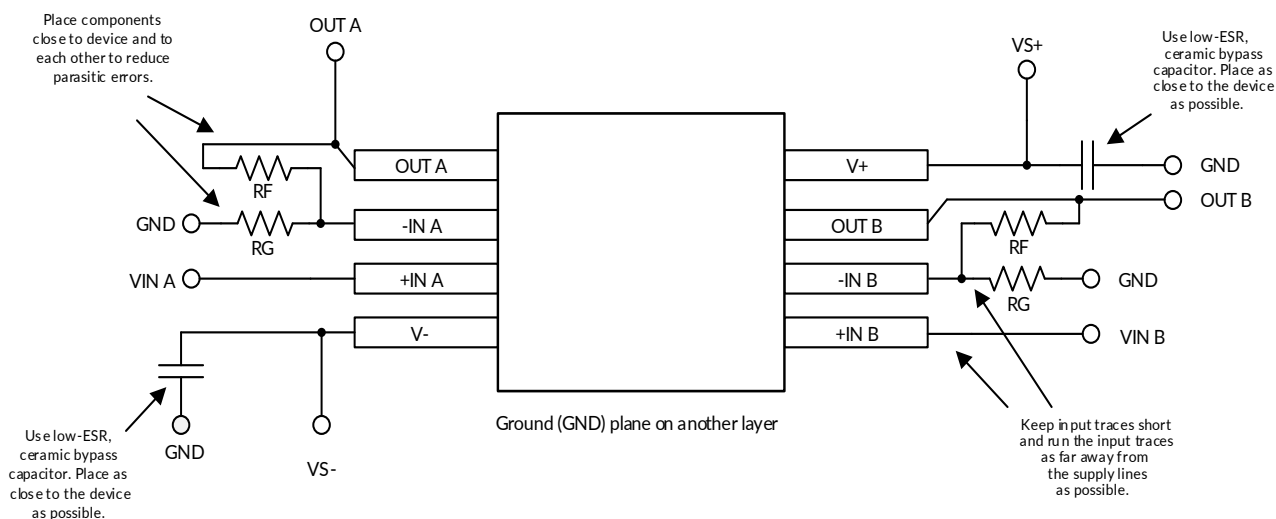 Place components
close to device and to
each other to reduce
parasitic errors.
OUT A
VS+
Use low-ESR,
ceramic bypass
capacitor. Place as
close to the device
as possible.
OUT A
V+
GND
RF
OUT B
GND
-IN A
OUT B
RG
RF
VIN A
+IN A
-IN B
GND
RG
V-
+IN B
VIN B
Ground (GND) plane on another layer
Keep input traces short
and run the input traces
as far away from
the supply lines
as possible.
Use low-ESR,
ceramic bypass
capacitor. Place as
close to the device
as possible.
GND
VS-